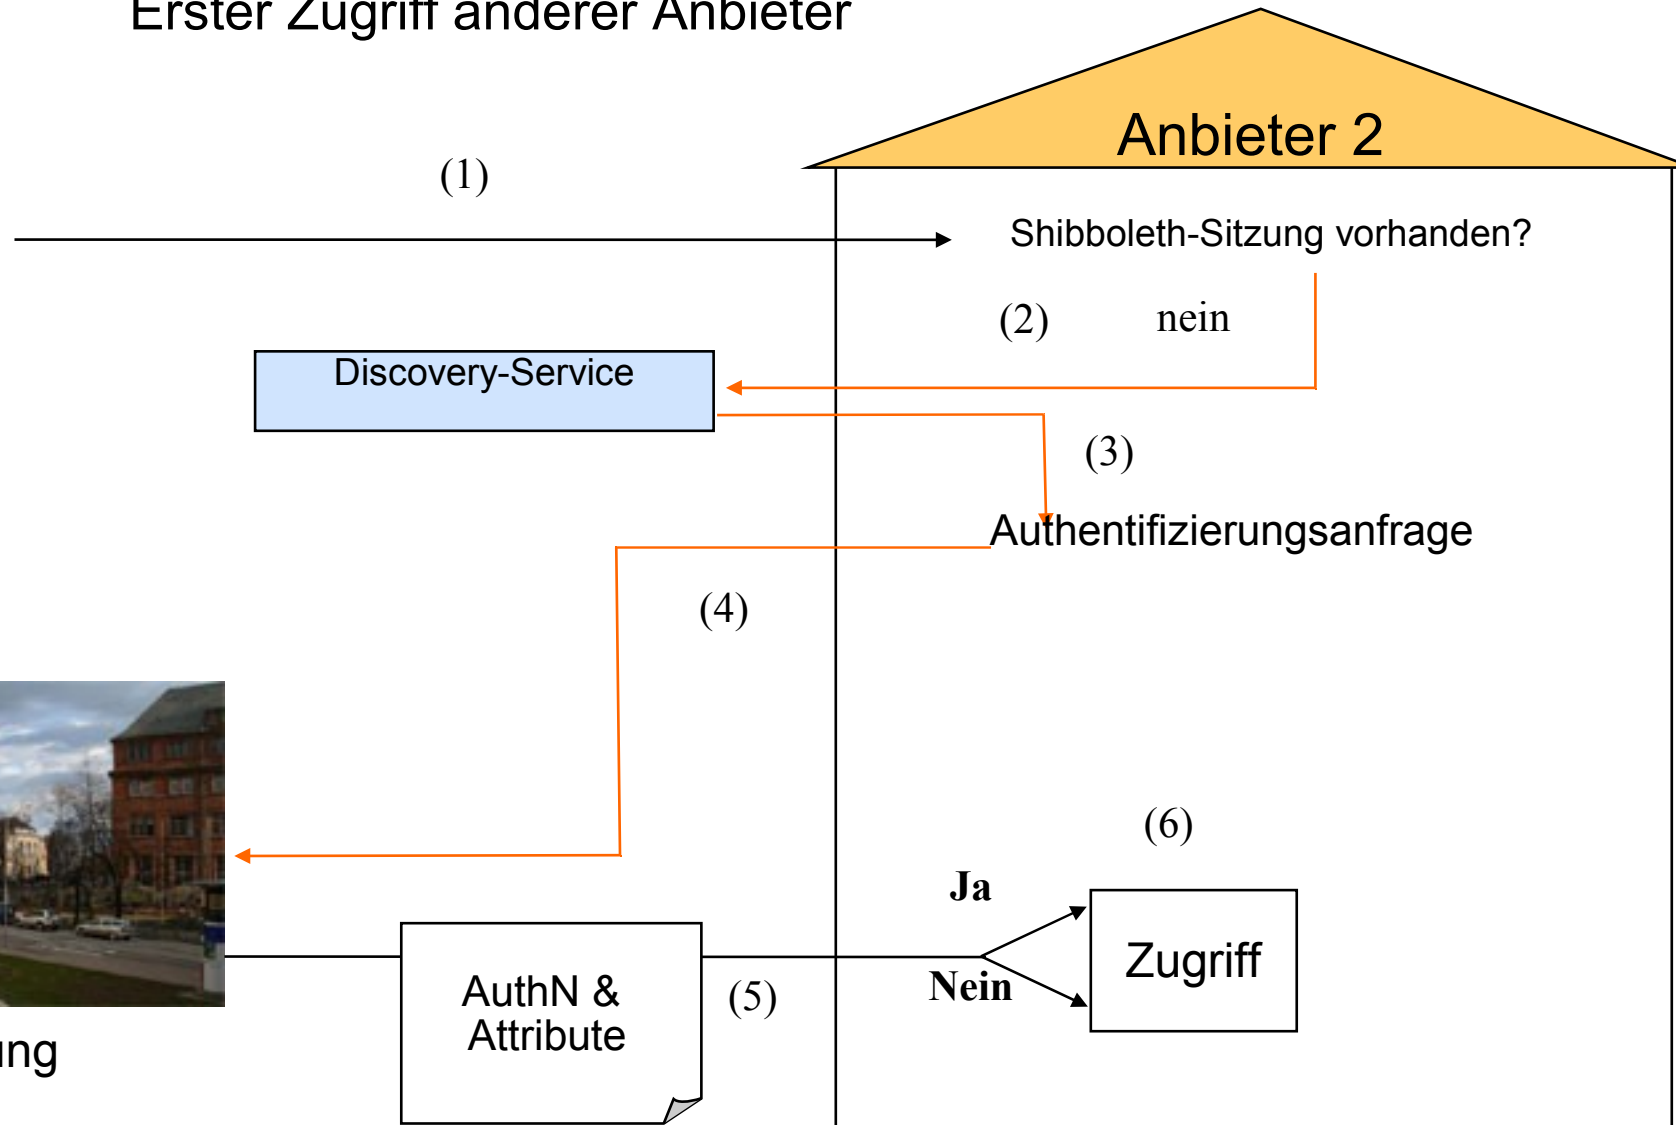 Erster Zugriff anderer Anbieter
Anbieter 2
(1)
Shibboleth-Sitzung vorhanden?
(2) nein
Discovery-Service
(3)
Authentifizierungsanfrage
(4)
(6)
Ja
Zugriff
Nein
AuthN &
Attribute
(5)
ung